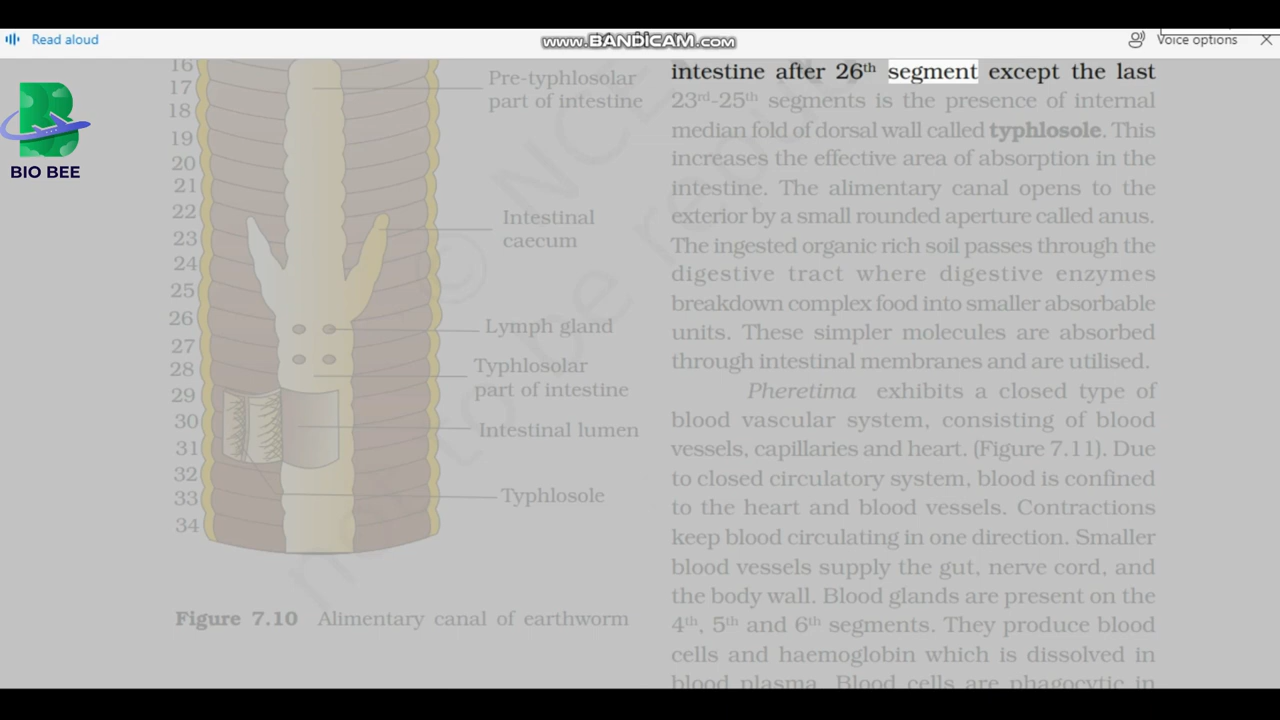 Read aloud
www.BANDICAM.com
Voice options
BIO BEE
16
17
18
19
20
21
22
23
24
25
26
27
28
29
30
31
32
33
34
Pre-typhlosolar
part of intestine
Intestinal
caecum
Lymph gland
Typhlosolar
part of intestine
Intestinal lumen
Typhlosole
Figure 7.10 Alimentary canal of earthworm
intestine after 26th segment except the last
23rd-25th segments is the presence of internal
median fold of dorsal wall called typhlosole. This
increases the effective area of absorption in the
intestine. The alimentary canal opens to the
exterior by a small rounded aperture called anus.
The ingested organic rich soil passes through the
digestive tract where digestive enzymes
breakdown complex food into smaller absorbable
units. These simpler molecules are absorbed
through intestinal membranes and are utilised.
Pheretima exhibits a closed type of
blood vascular system, consisting of blood
vessels, capillaries and heart. (Figure 7.11). Due
to closed circulatory system, blood is confined
to the heart and blood vessels. Contractions
keep blood circulating in one direction. Smaller
blood vessels supply the gut, nerve cord, and
the body wall. Blood glands are present on the
4th, 5th and 6th segments. They produce blood
cells and haemoglobin which is dissolved in
blood plasma. Blood cells are phagocytic in